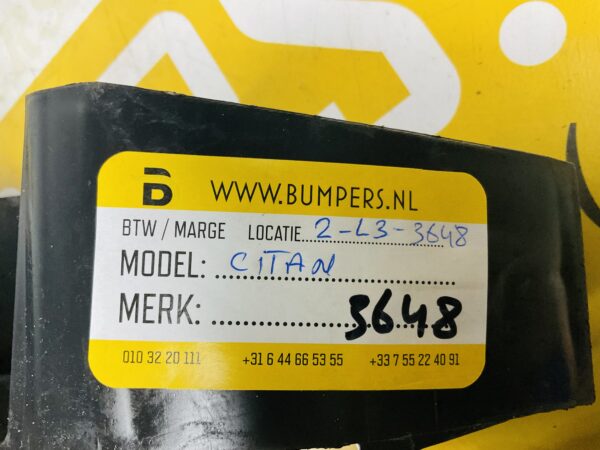 B WWW.BUMPERS.NL
BTW / MARGE LOCATIE 2-L3-3648
MODEL: CITAN
MERK: 3648
010 32 20 111 +31 6 44 66 53 55 +33 7 55 22 40 91